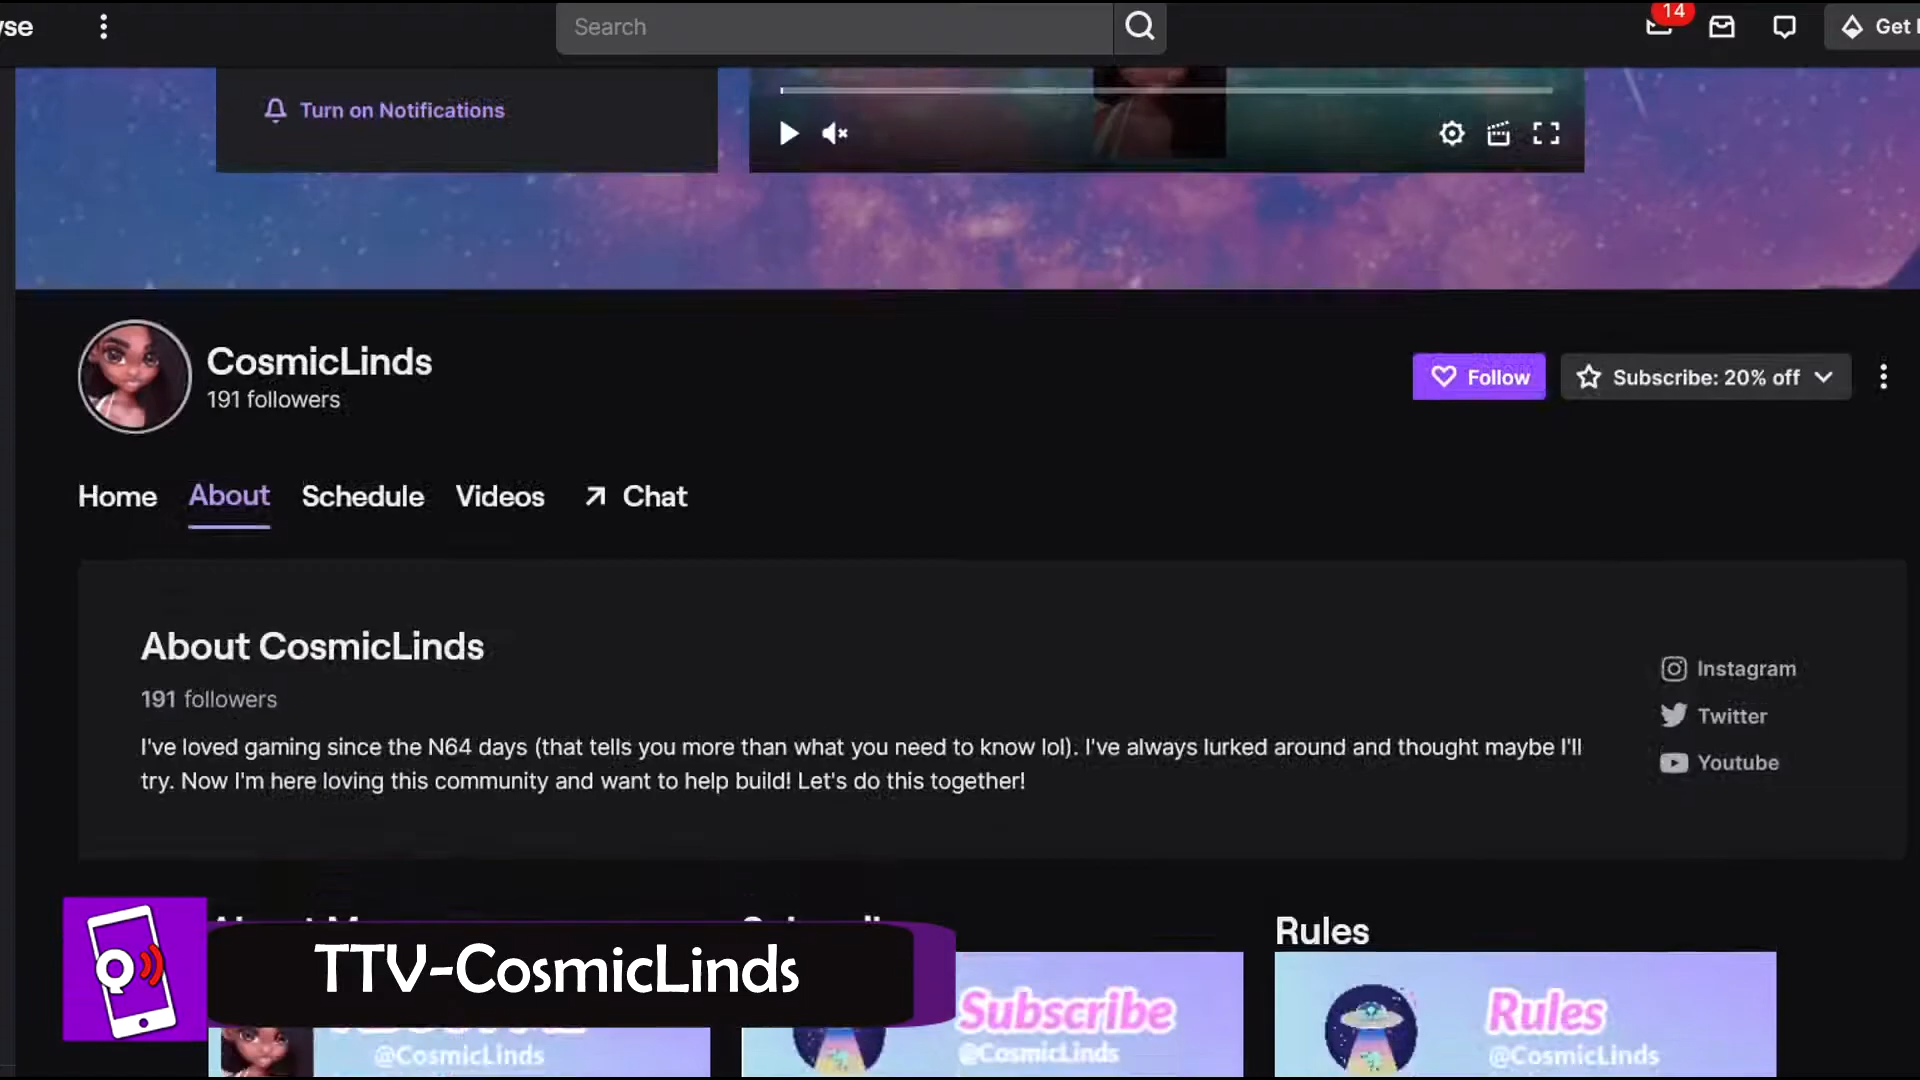 Search
14
Turn on Notifications
CosmicLinds
191 followers
Follow
Subscribe: 20% off
Home
About
Schedule
Videos
Chat
About CosmicLinds
191 followers
I've loved gaming since the N64 days (that tells you more than what you need to know lol). I've always lurked around and thought maybe I'll
try. Now I'm here loving this community and want to help build! Let's do this together!
Instagram
Twitter
Youtube
Rules
TTV-CosmicLinds
Subscribe
Rules
@CosmicLinds
@CosmicLinds
@CosmicLinds